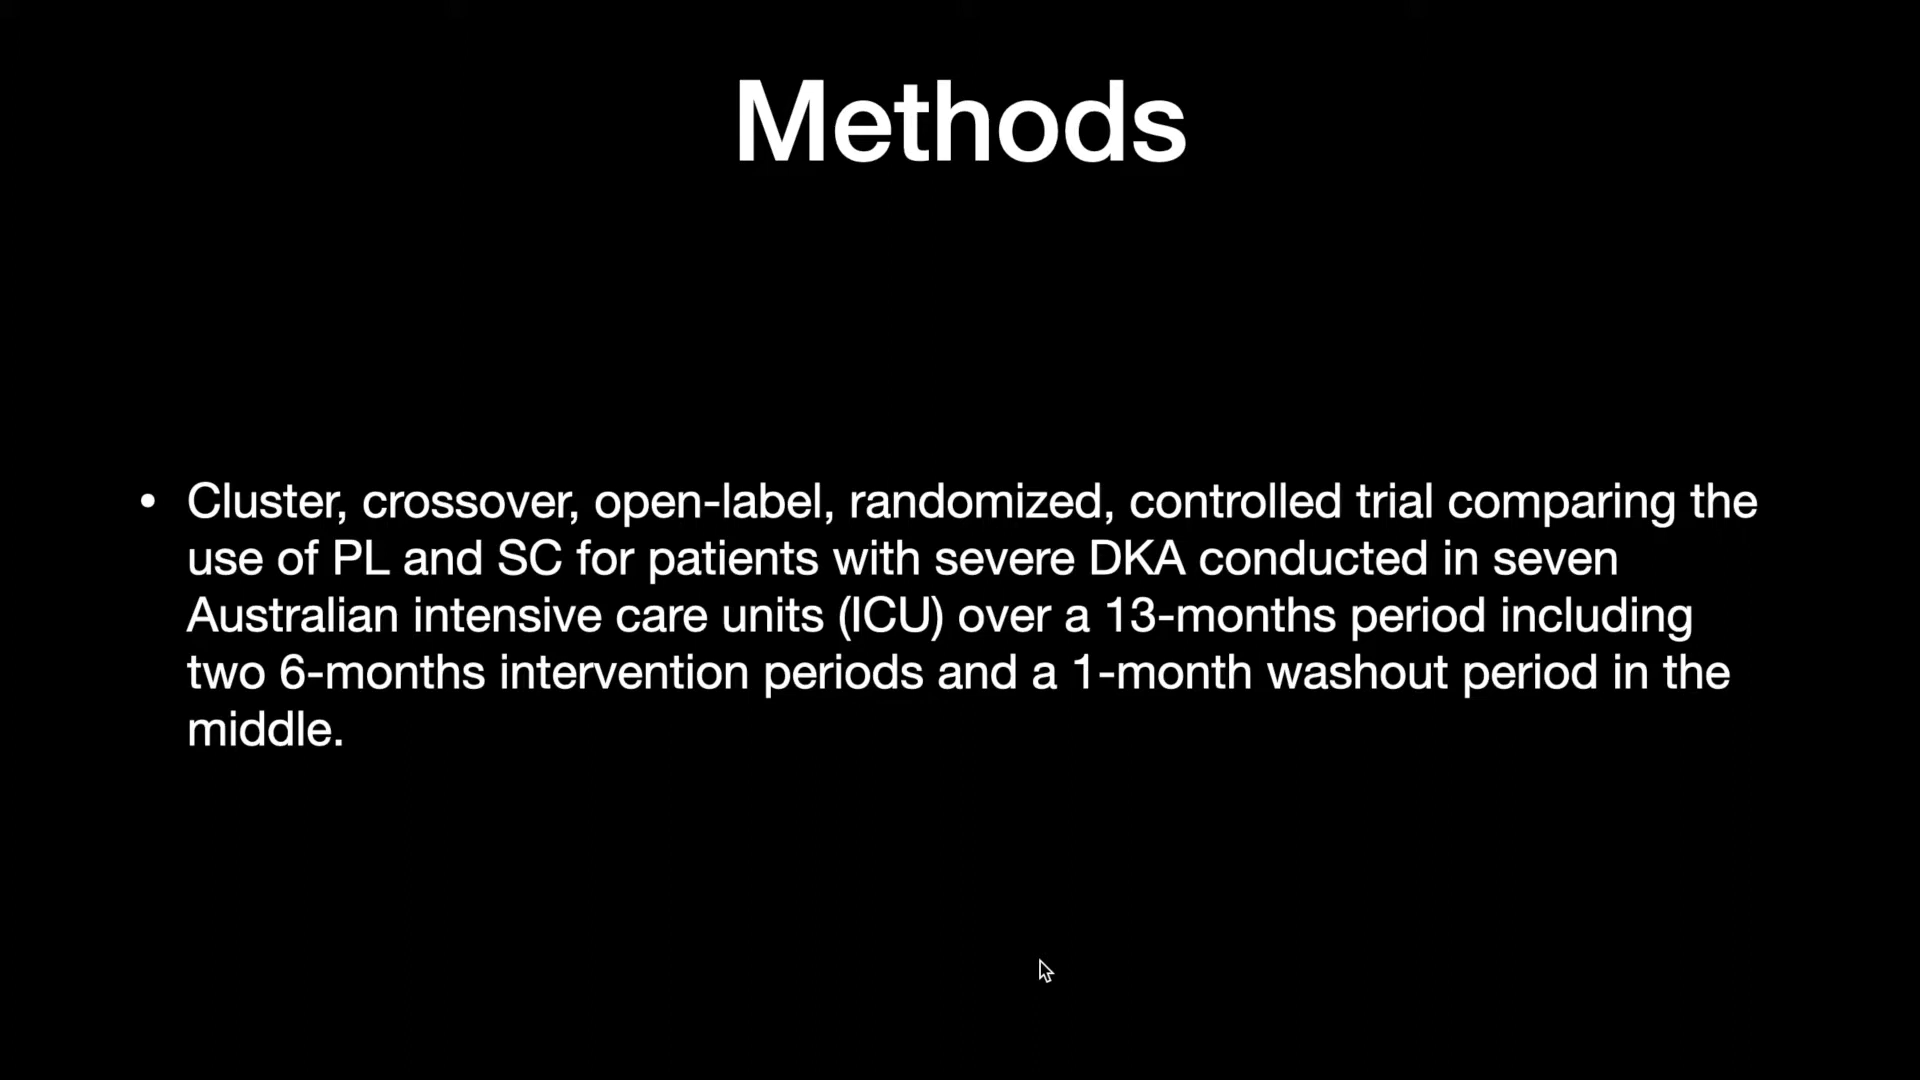 Methods
• Cluster, crossover, open-label, randomized, controlled trial comparing the
use of PL and SC for patients with severe DKA conducted in seven
Australian intensive care units (ICU) over a 13-months period including
two 6-months intervention periods and a 1-month washout period in the
middle.